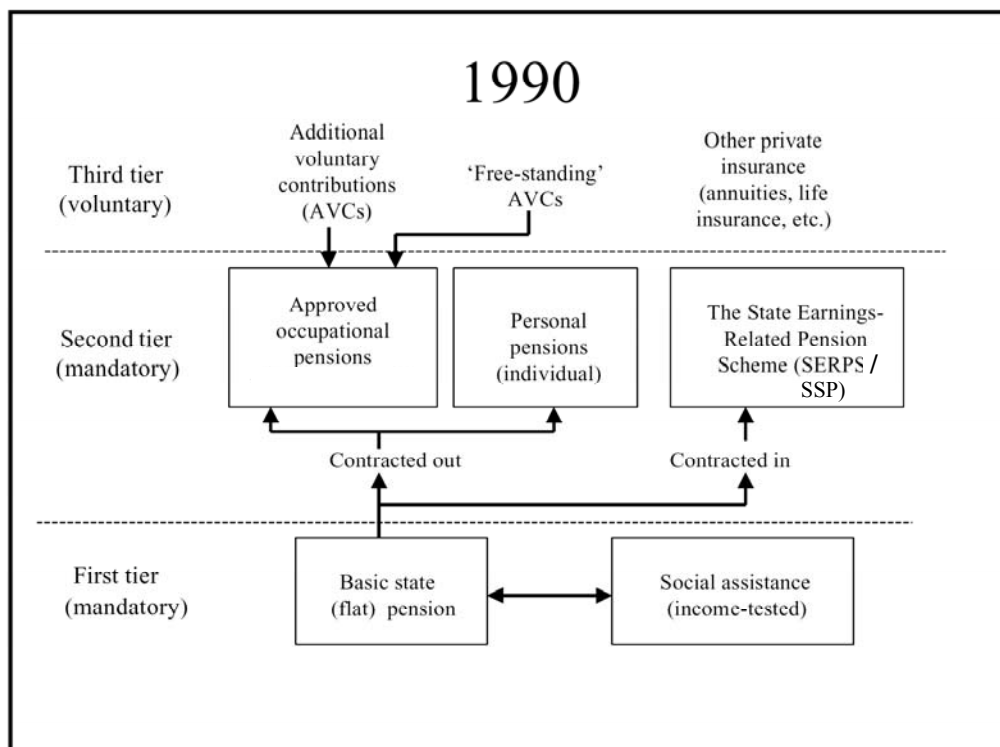 1990
Third tier
(voluntary)
Additional
voluntary
contributions
(AVCs)
‘Free-standing’
AVCs
Other private
insurance
(annuities, life
insurance, etc.)
Second tier
(mandatory)
Approved
occupational
pensions
Personal
pensions
(individual)
The State Earnings-
Related Pension
Scheme (SERPS /
SSP)
Contracted out
Contracted in
First tier
(mandatory)
Basic state
(flat) pension
Social assistance
(income-tested)